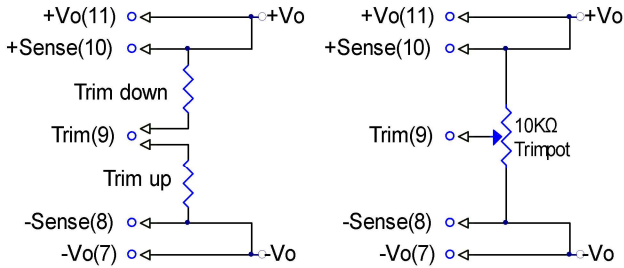 +Vo(11) +Vo
+Sense(10)
Trim down
Trim(9)
Trim up
-Sense(8)
-Vo(7) -Vo
+Vo(11) +Vo
+Sense(10)
10KΩ
Trim(9)
Trimpot
-Sense(8)
-Vo(7) -Vo